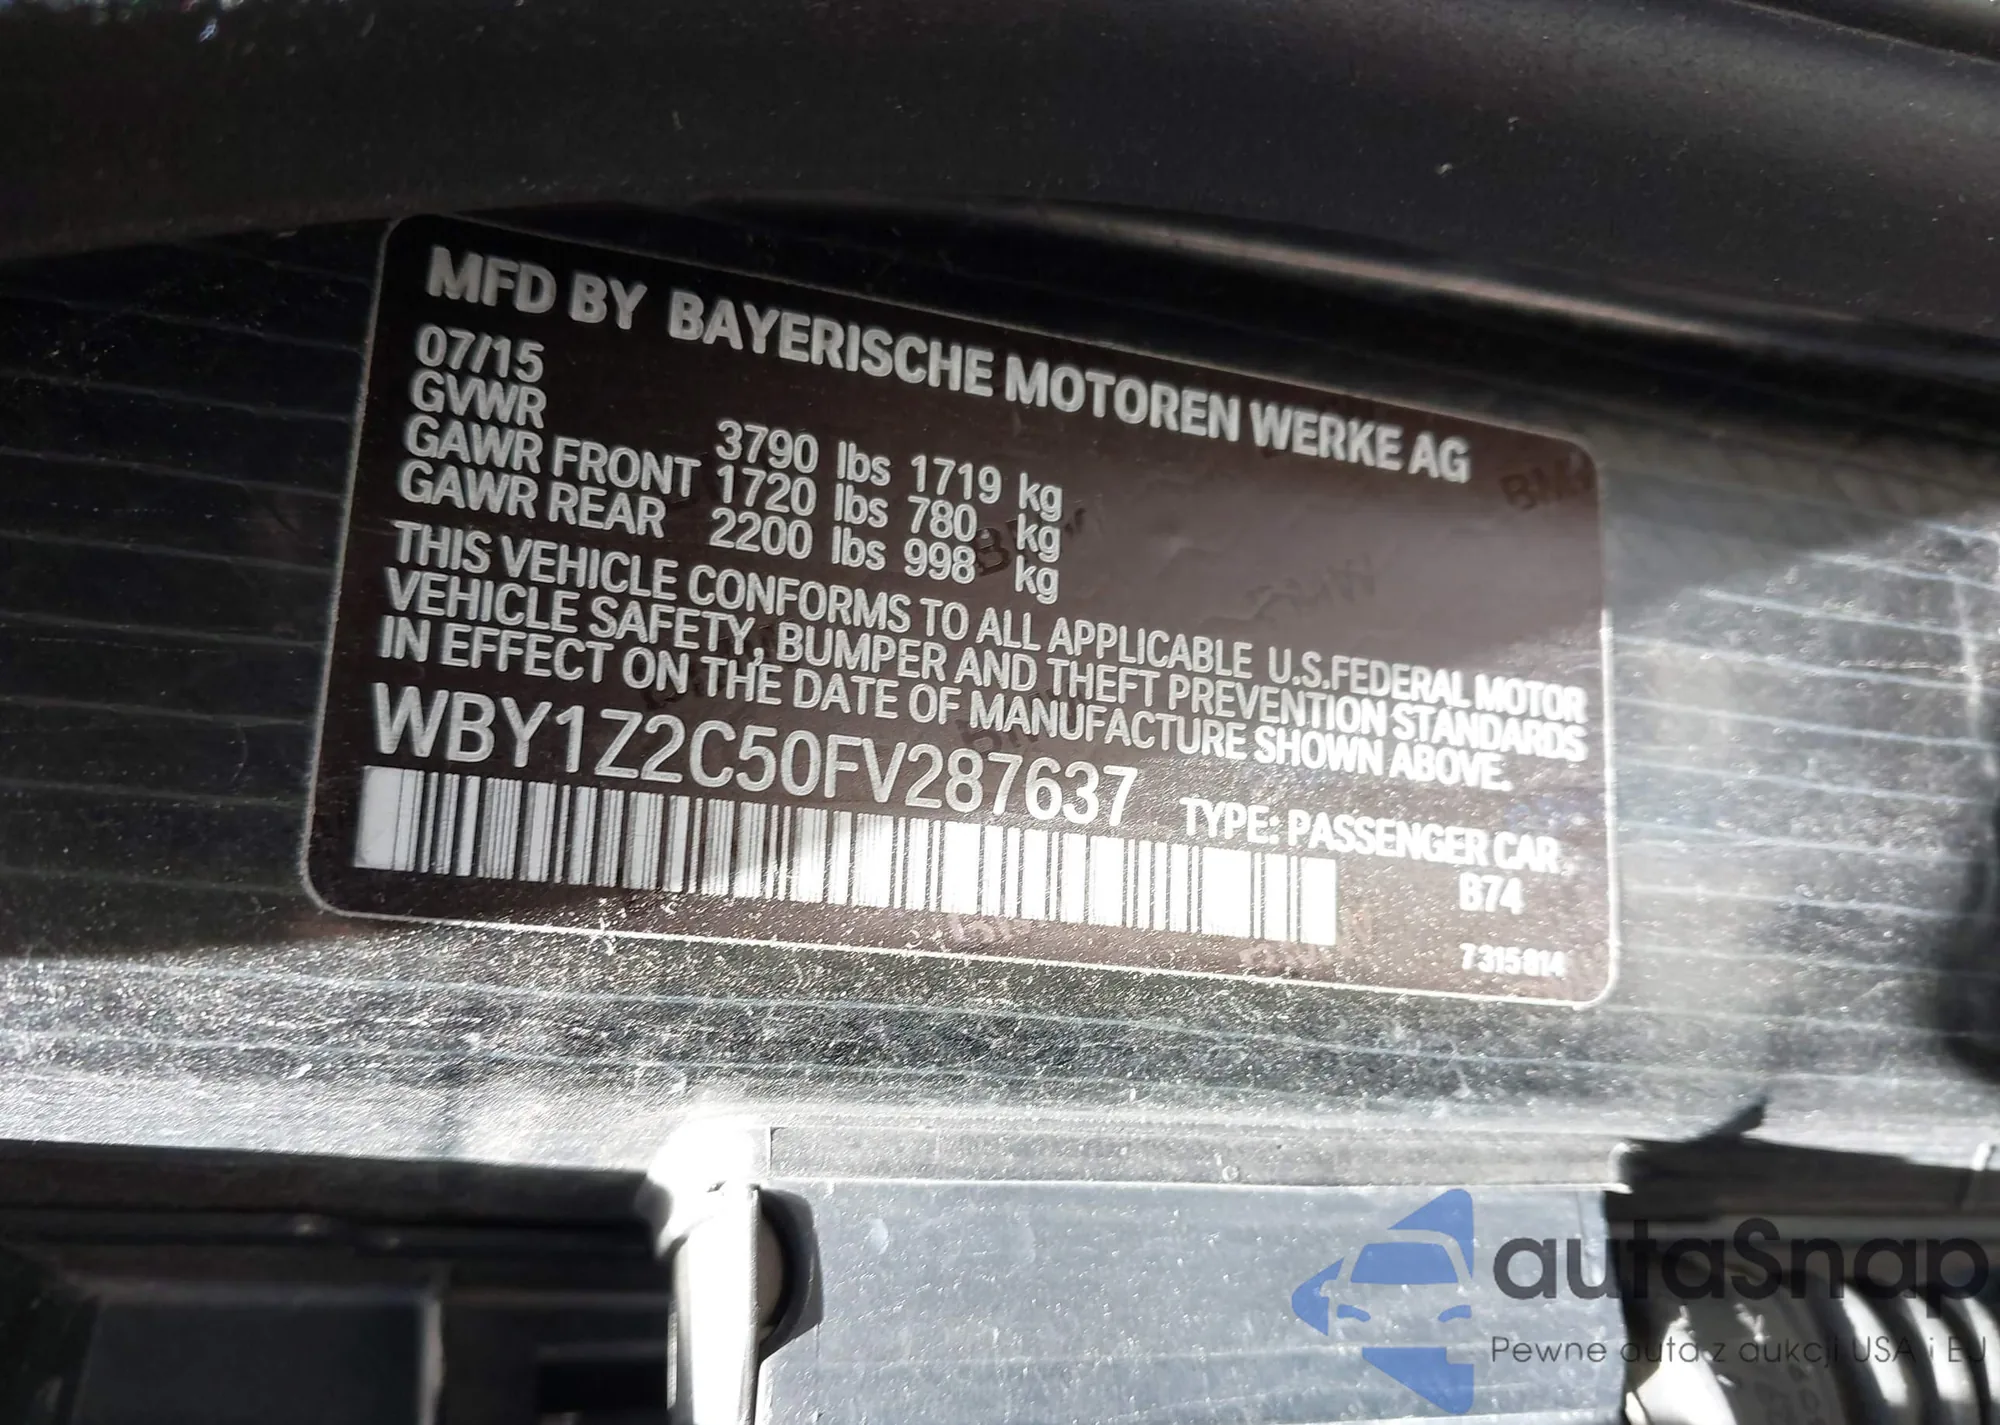 MFD BY BAYERISCHE MOTOREN WERKE AG
07/15
GVWR 3790 lbs 1719 kg
GAWR FRONT 1720 lbs 780 kg
GAWR REAR 2200 lbs 998 kg
THIS VEHICLE CONFORMS TO ALL APPLICABLE U.S.FEDERAL MOTOR
VEHICLE SAFETY, BUMPER AND THEFT PREVENTION STANDARDS
IN EFFECT ON THE DATE OF MANUFACTURE SHOWN ABOVE.
WBY1Z2C50FV287637
TYPE: PASSENGER CAR,
B74
7315814
autaSnap
Pewne auta z aukcji USA i EU